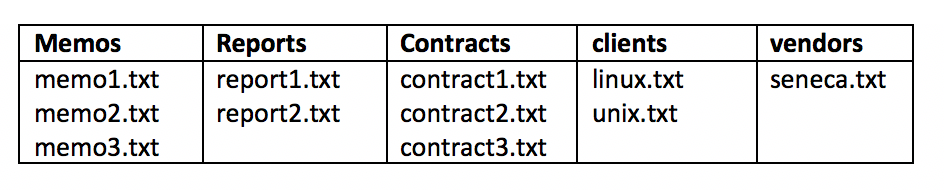 Memos Reports Contracts clients vendors
memo1.txt report1.txt contract1.txt linux.txt seneca.txt
memo2.txt report2.txt contract2.txt unix.txt
memo3.txt contract3.txt